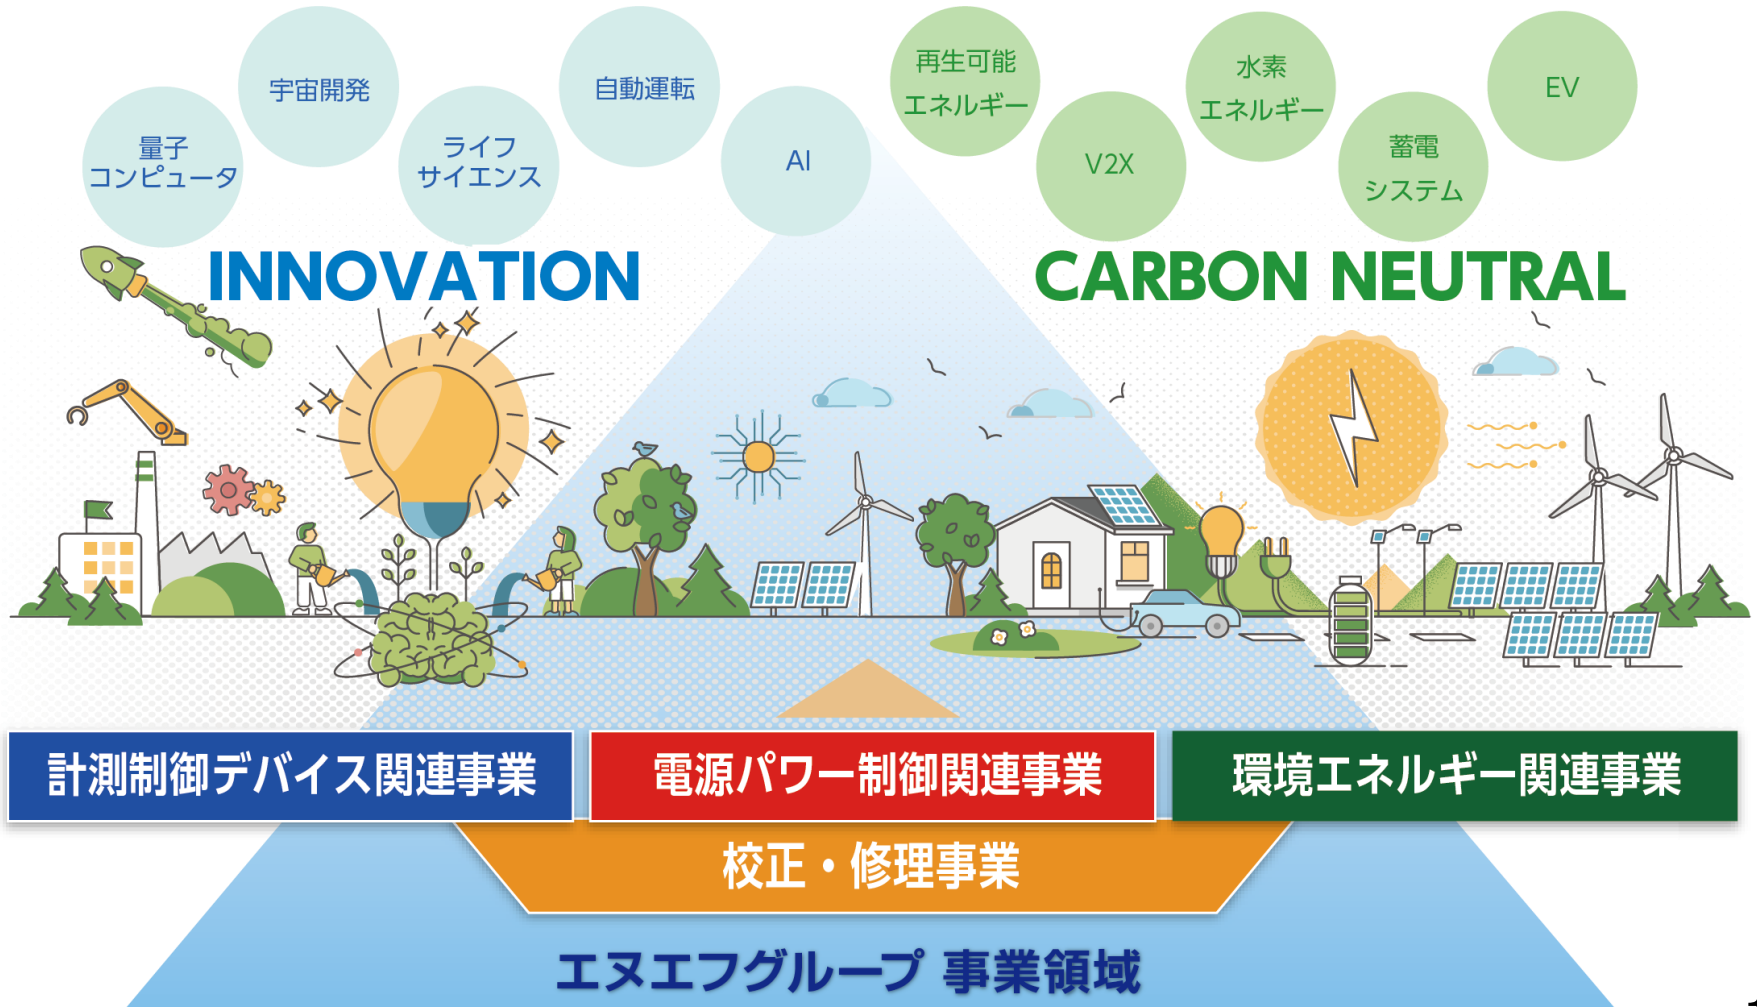 量子
コンピュータ
宇宙開発
ライフ
サイエンス
自動運転
AI
再生可能
エネルギー
V2X
水素
エネルギー
蓄電
システム
EV
INNOVATION
CARBON NEUTRAL
計測制御デバイス関連事業
電源パワー制御関連事業
環境エネルギー関連事業
校正・修理事業
エヌエフグループ 事業領域